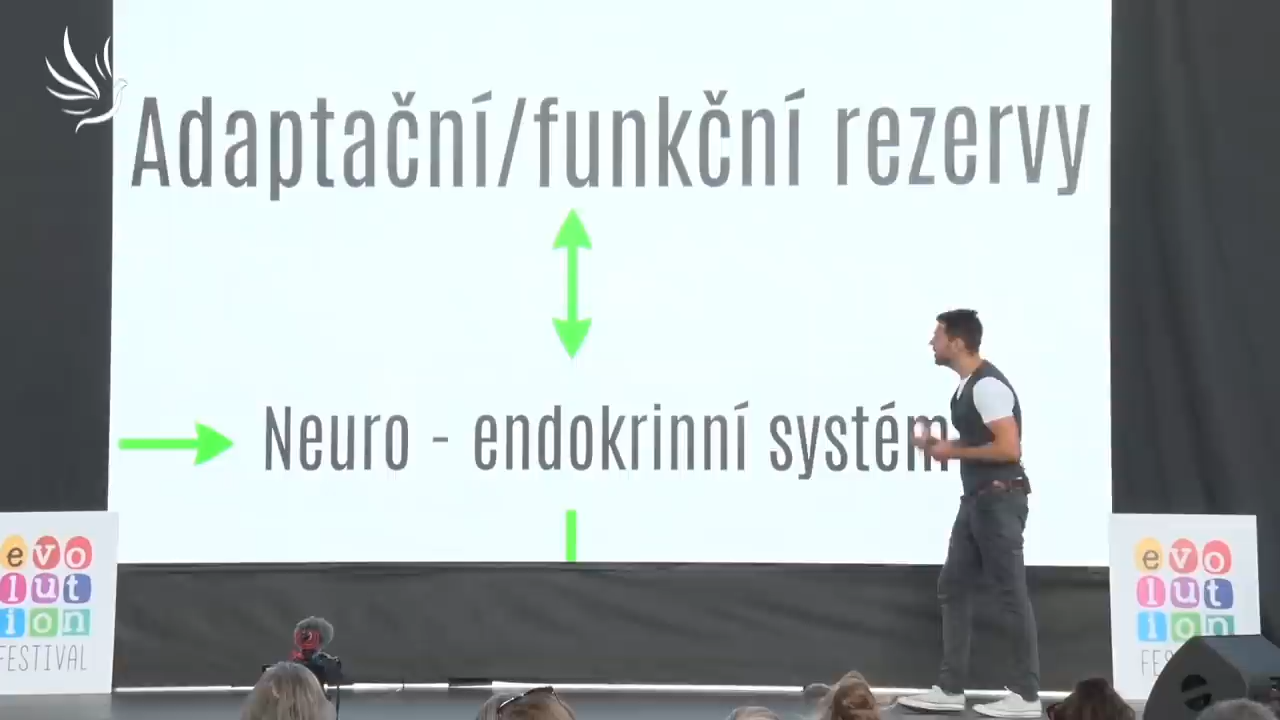 Adaptační/funkční rezervy
Neuro - endokrinní systém
evo
lut
ion
FESTIVAL
evo
lut
ion